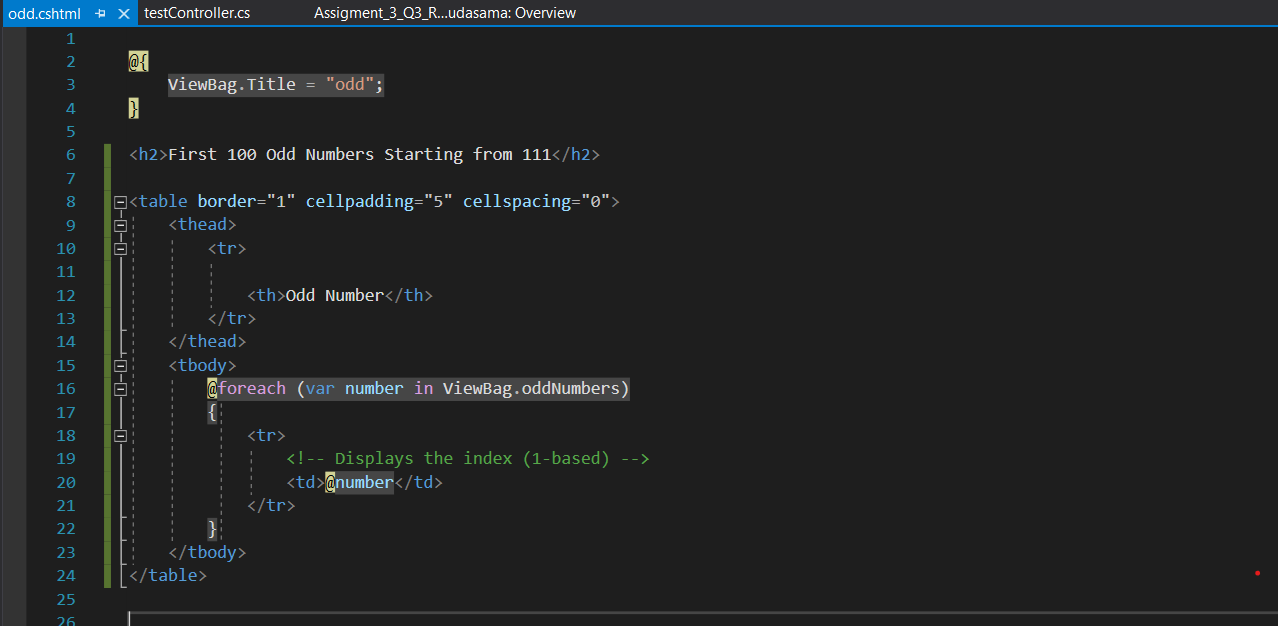 odd.cshtml testController.cs Assigment_3_Q3_R...udasama: Overview
1
2 @{
3 ViewBag.Title = "odd";
4 }
5
6 <h2>First 100 Odd Numbers Starting from 111</h2>
7
8 <table border="1" cellpadding="5" cellspacing="0">
9 <thead>
10 <tr>
11
12 <th>Odd Number</th>
13 </tr>
14 </thead>
15 <tbody>
16 @foreach (var number in ViewBag.oddNumbers)
17 {
18 <tr>
19 <!-- Displays the index (1-based) -->
20 <td>@number</td>
21 </tr>
22 }
23 </tbody>
24 </table>
25
26